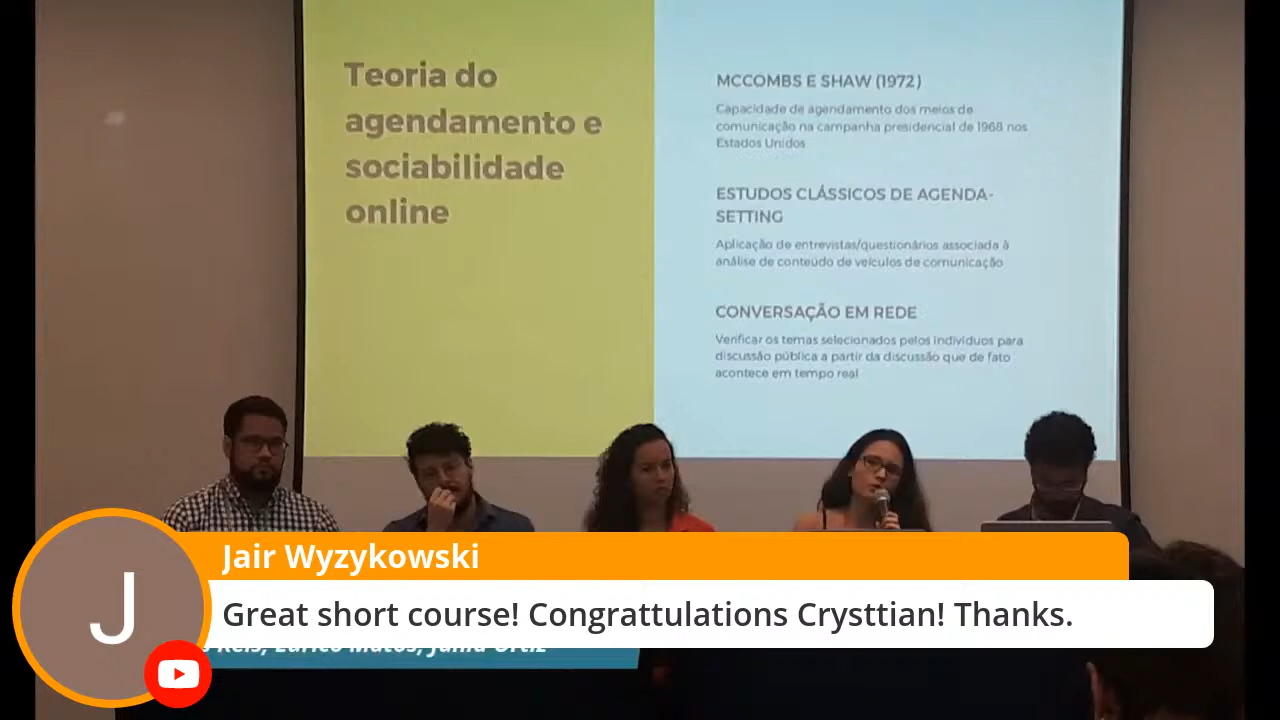 Teoria do
agendamento e
sociabilidade
online
MCCOMBS E SHAW (1972)
Capacidade de agendamento dos meios de
comunicação na campanha presidencial de 1968 nos
Estados Unidos
ESTUDOS CLÁSSICOS DE AGENDA-
SETTING
Aplicação de entrevistas/questionários associada à
análise de conteúdo de veículos de comunicação
CONVERSAÇÃO EM REDE
Verificar os temas selecionados pelos indivíduos para
discussão pública a partir da discussão que de fato
acontece em tempo real
J
Jair Wyzykowski
Great short course! Congrattulations Crysttian! Thanks.